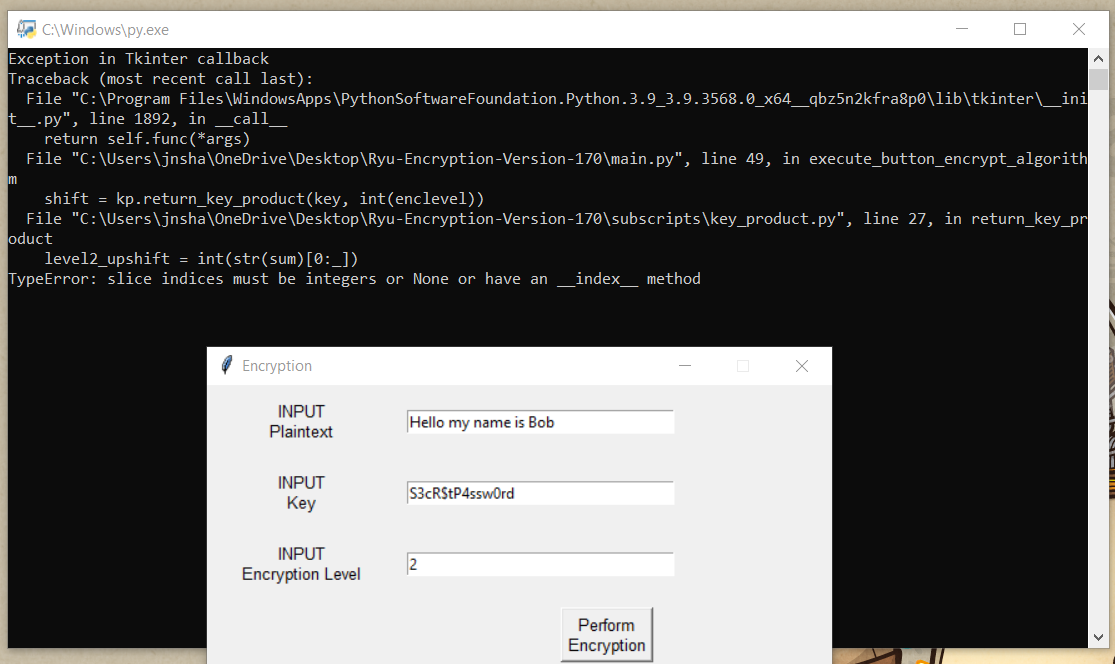 C:\Windows\py.exe
Exception in Tkinter callback
Traceback (most recent call last):
  File "C:\Program Files\WindowsApps\PythonSoftwareFoundation.Python.3.9_3.9.3568.0_x64__qbz5n2kfra8p0\lib\tkinter\__ini
t__.py", line 1892, in __call__
    return self.func(*args)
  File "C:\Users\jnsha\OneDrive\Desktop\Ryu-Encryption-Version-170\main.py", line 49, in execute_button_encrypt_algorith
m
    shift = kp.return_key_product(key, int(enclevel))
  File "C:\Users\jnsha\OneDrive\Desktop\Ryu-Encryption-Version-170\subscripts\key_product.py", line 27, in return_key_pr
oduct
    level2_upshift = int(str(sum)[0:_])
TypeError: slice indices must be integers or None or have an __index__ method
Encryption
INPUT
Plaintext
Hello my name is Bob
INPUT
Key
S3cR$tP4ssw0rd
INPUT
Encryption Level
2
Perform
Encryption